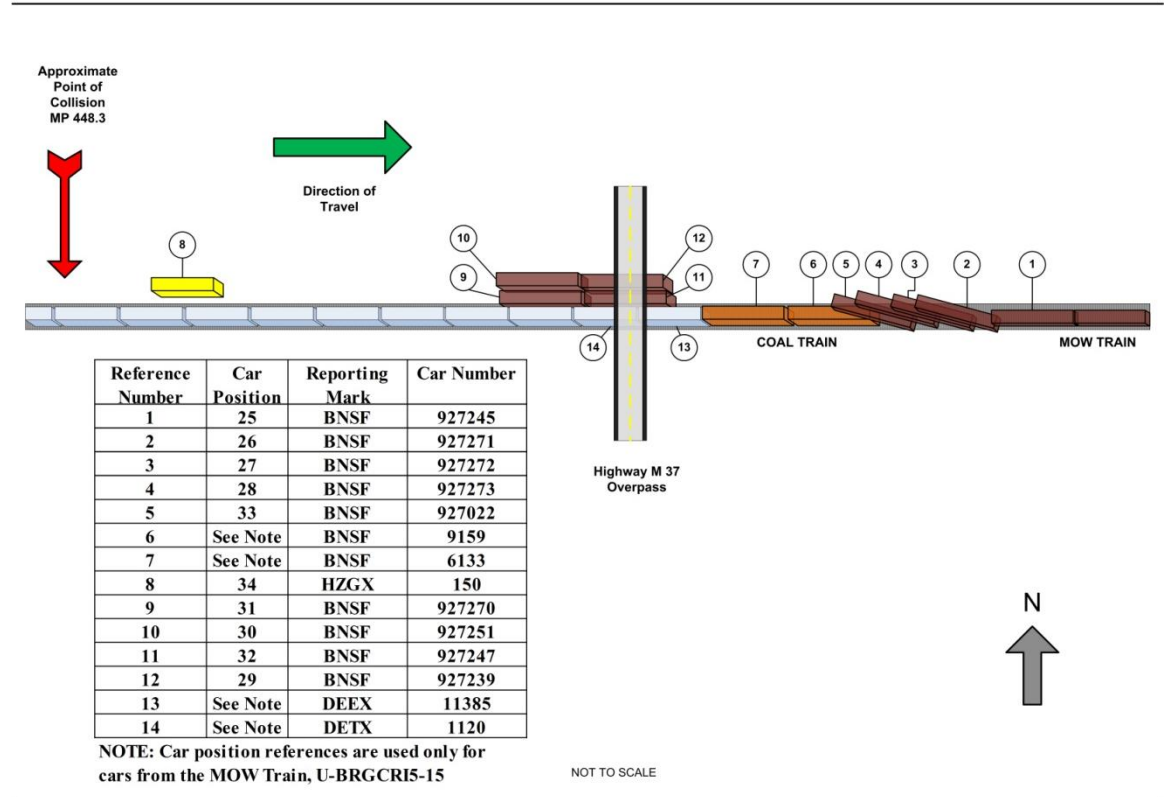 Approximate
Point of
Collision
MP 448.3
Direction of
Travel
8
10
9
12
11
7
6
5
4
3
2
1
14
13
COAL TRAIN
MOW TRAIN
Highway M 37
Overpass
Reference Number Car Position Reporting Mark Car Number
1 25 BNSF 927245
2 26 BNSF 927271
3 27 BNSF 927272
4 28 BNSF 927273
5 33 BNSF 927022
6 See Note BNSF 9159
7 See Note BNSF 6133
8 34 HZGX 150
9 31 BNSF 927270
10 30 BNSF 927251
11 32 BNSF 927247
12 29 BNSF 927239
13 See Note DEEX 11385
14 See Note DETX 1120
NOTE: Car position references are used only for
cars from the MOW Train, U-BRGCRI5-15
NOT TO SCALE
N